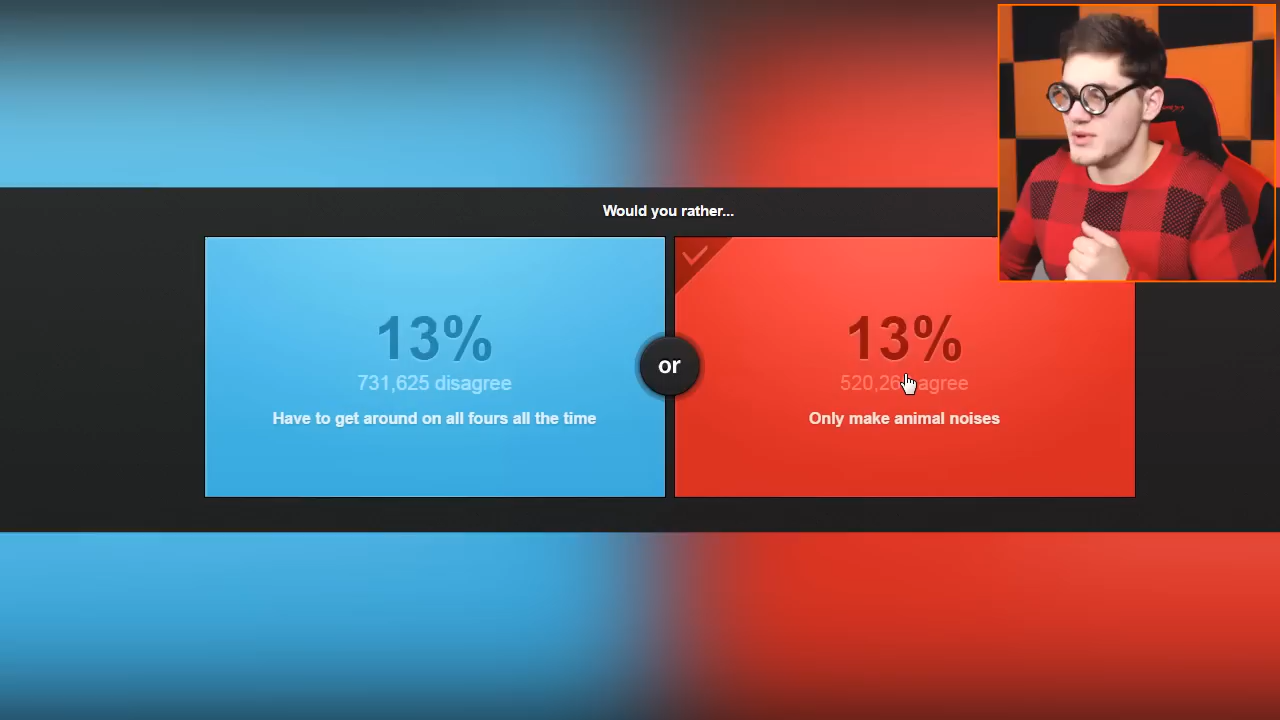 Would you rather...
13%
731,625 disagree
Have to get around on all fours all the time
or
13%
agree
Only make animal noises